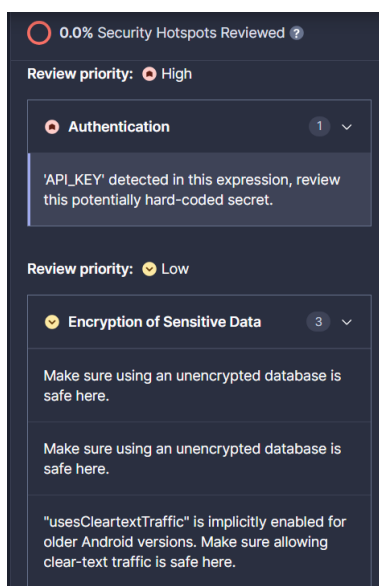 0.0% Security Hotspots Reviewed ?
Review priority: High
Authentication 1
'API_KEY' detected in this expression, review
this potentially hard-coded secret.
Review priority: Low
Encryption of Sensitive Data 3
Make sure using an unencrypted database is
safe here.
Make sure using an unencrypted database is
safe here.
"usesCleartextTraffic" is implicitly enabled for
older Android versions. Make sure allowing
clear-text traffic is safe here.